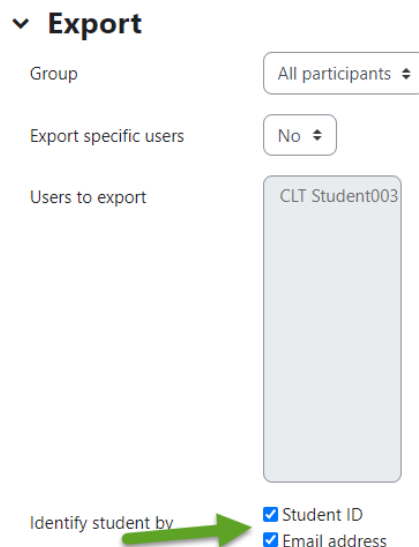 Export
Group All participants
Export specific users No
Users to export CLT Student003
Identify student by Student ID
Email address